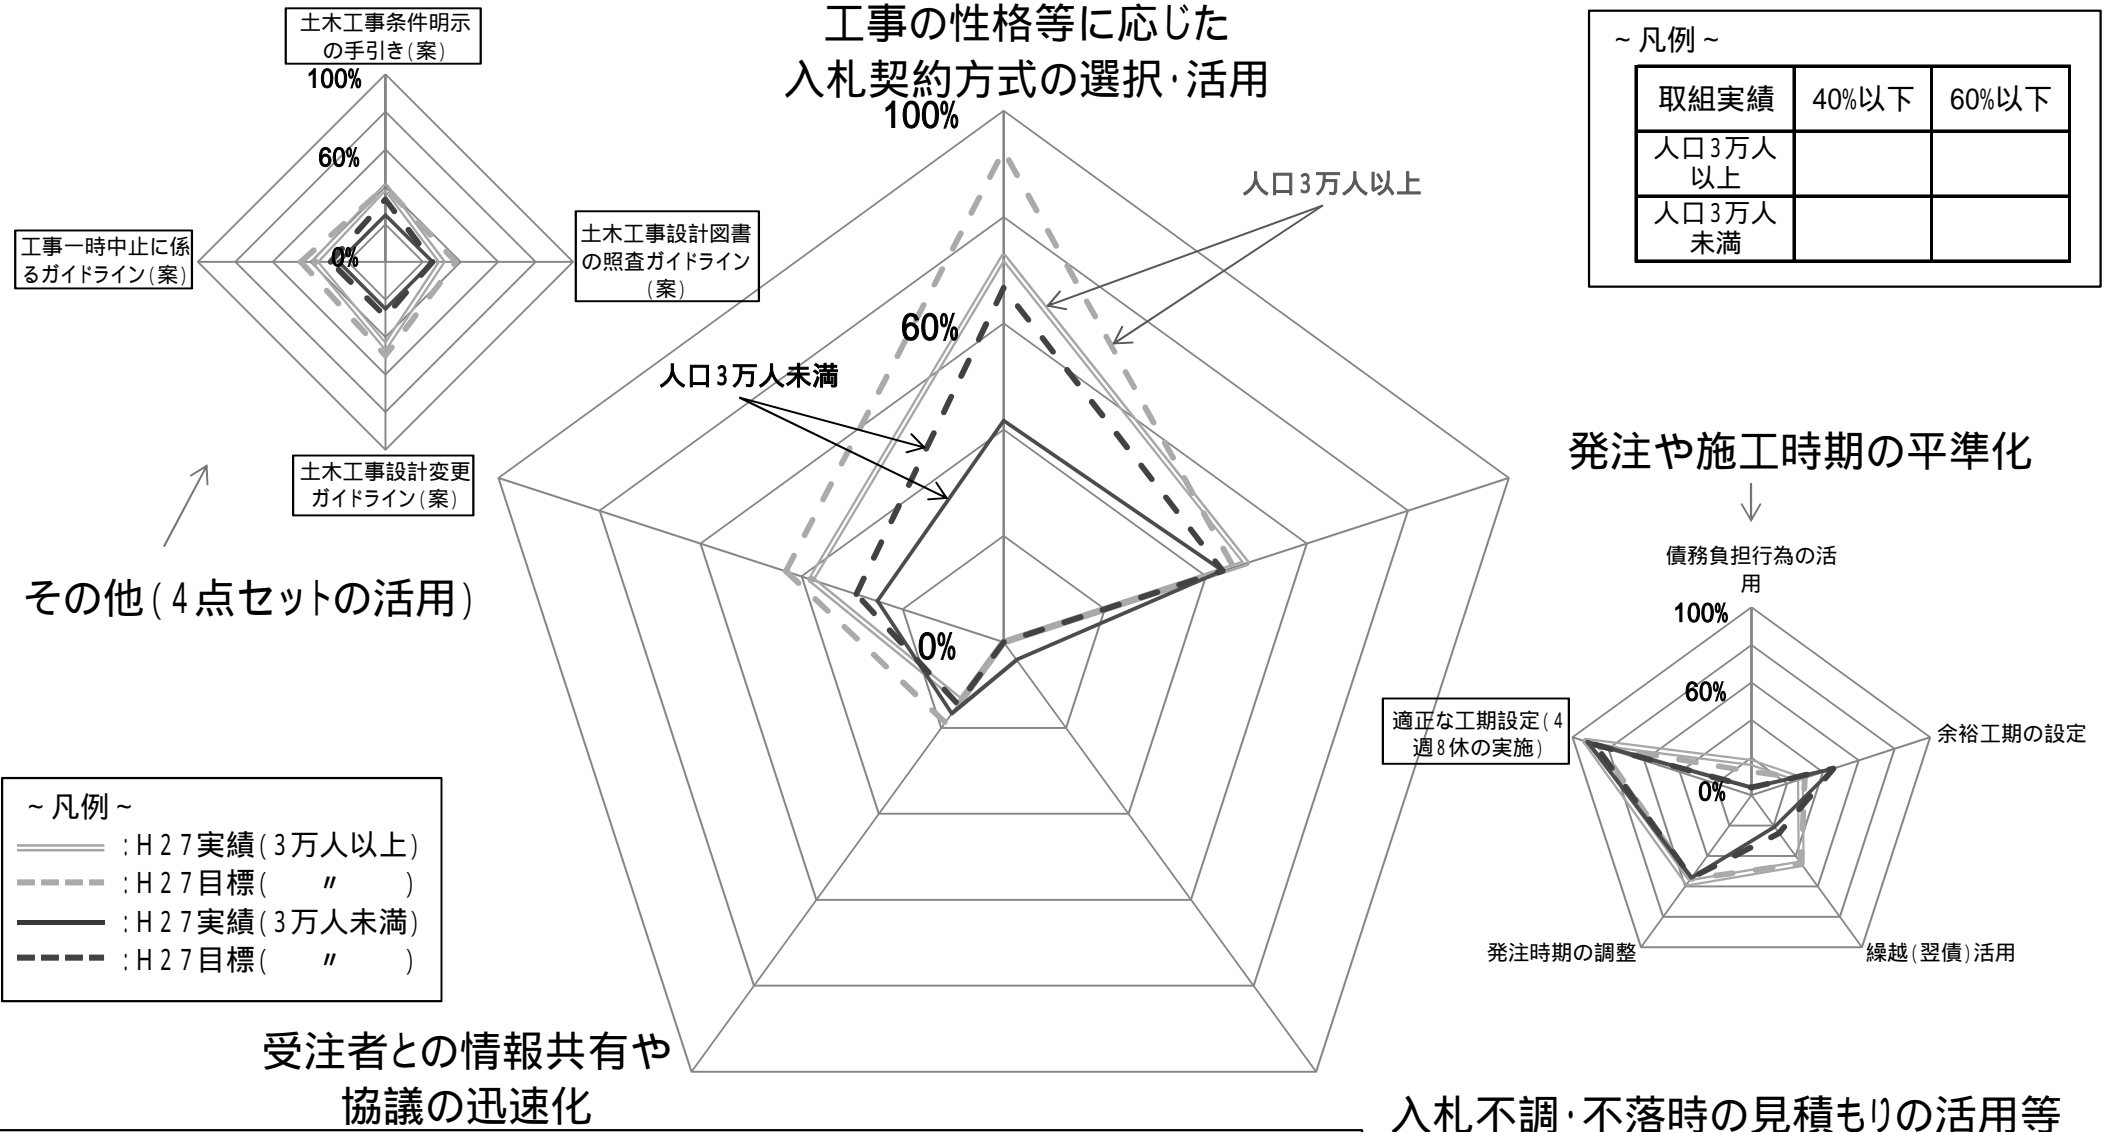 土木工事条件明示
の手引き(案)
100%
60%
0%
工事一時中止に係
るガイドライン(案)
土木工事設計図書
の照査ガイドライン
(案)
土木工事設計変更
ガイドライン(案)
その他(4点セットの活用)
工事の性格等に応じた
入札契約方式の選択・活用
100%
60%
0%
人口3万人以上
人口3万人未満
~凡例~
取組実績 40%以下 60%以下
人口3万人
以上
人口3万人
未満
発注や施工時期の平準化
債務負担行為の活
用
100%
60%
0%
適正な工期設定(4
週8休の実施)
余裕工期の設定
発注時期の調整
繰越(翌債)活用
~凡例~
:H27実績(3万人以上)
:H27目標( 〃 )
:H27実績(3万人未満)
:H27目標( 〃 )
受注者との情報共有や
協議の迅速化
入札不調・不落時の見積もりの活用等